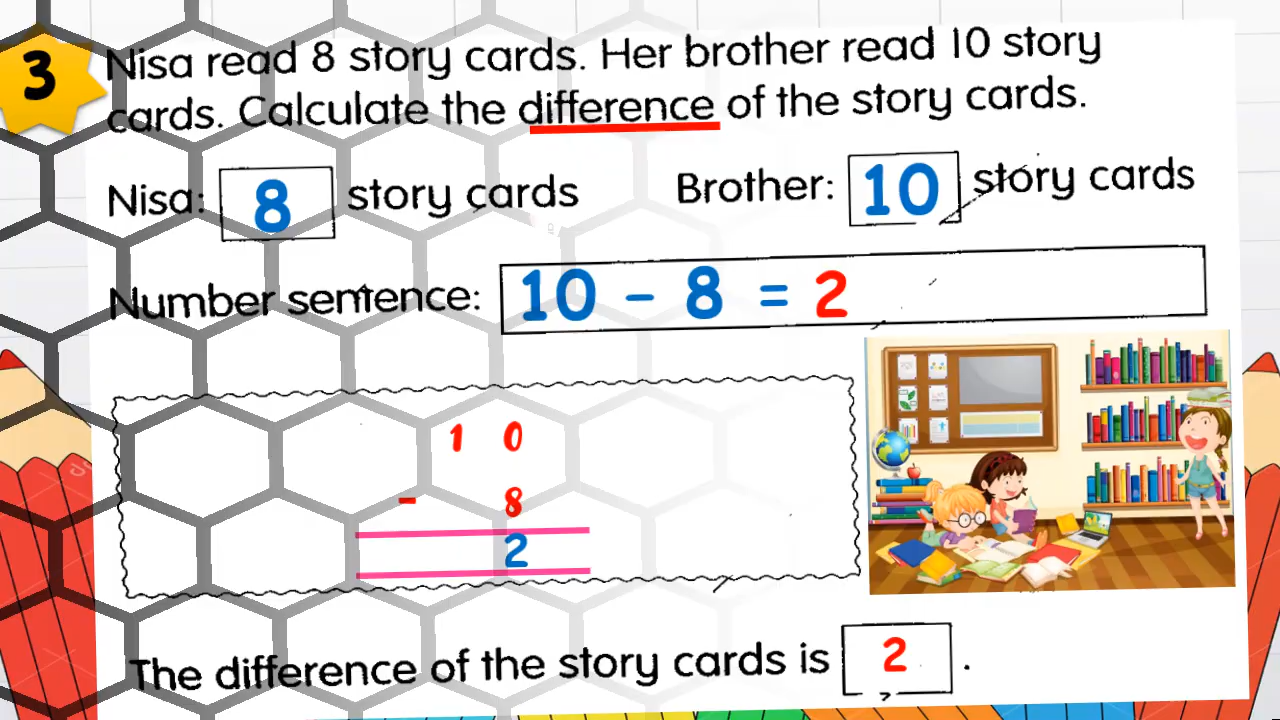 3
Nisa read 8 story cards. Her brother read 10 story
cards. Calculate the difference of the story cards.
Nisa: 8 story cards Brother: 10 story cards
Number sentence: 10 - 8 = 2
1 0
- 8
2
The difference of the story cards is 2 .